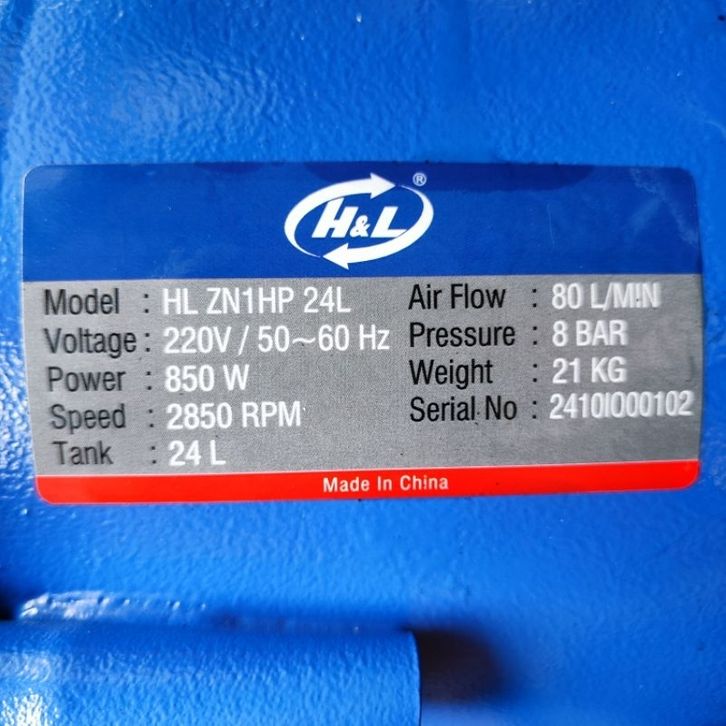 H&L®
Model : HL ZN1HP 24L
Voltage : 220V / 50~60 Hz
Power : 850 W
Speed : 2850 RPM
Tank : 24 L
Air Flow : 80 L/MIN
Pressure : 8 BAR
Weight : 21 KG
Serial No : 2410IO00102
Made In China